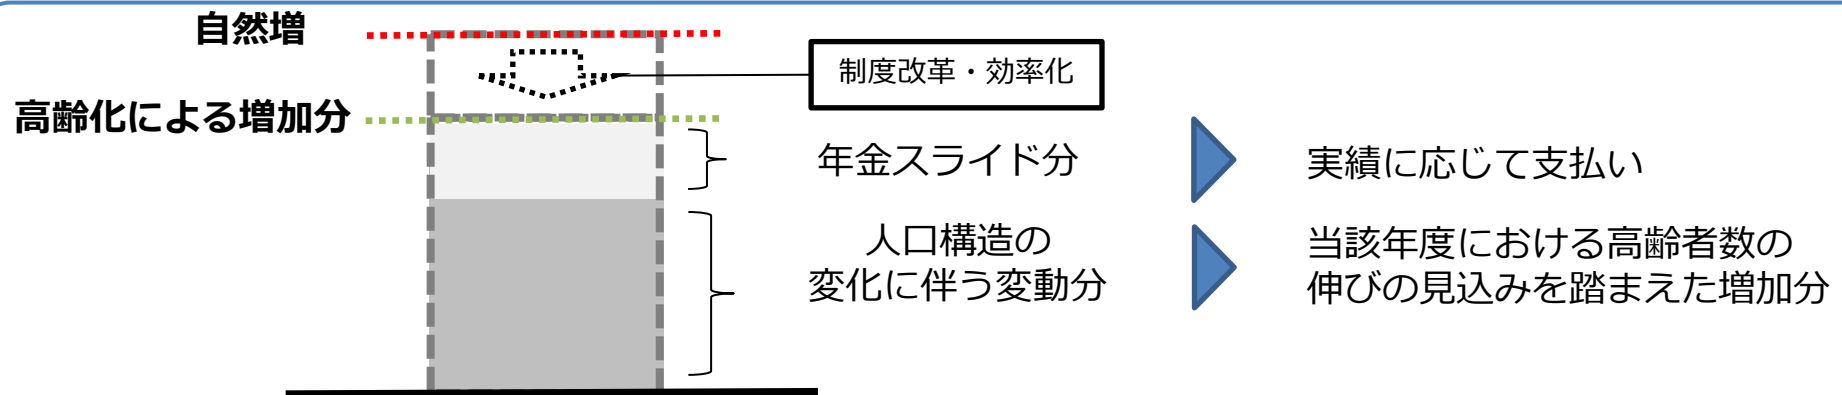 自然増
制度改革・効率化
高齢化による増加分
年金スライド分
実績に応じて支払い
人口構造の
変化に伴う変動分
当該年度における高齢者数の
伸びの見込みを踏まえた増加分